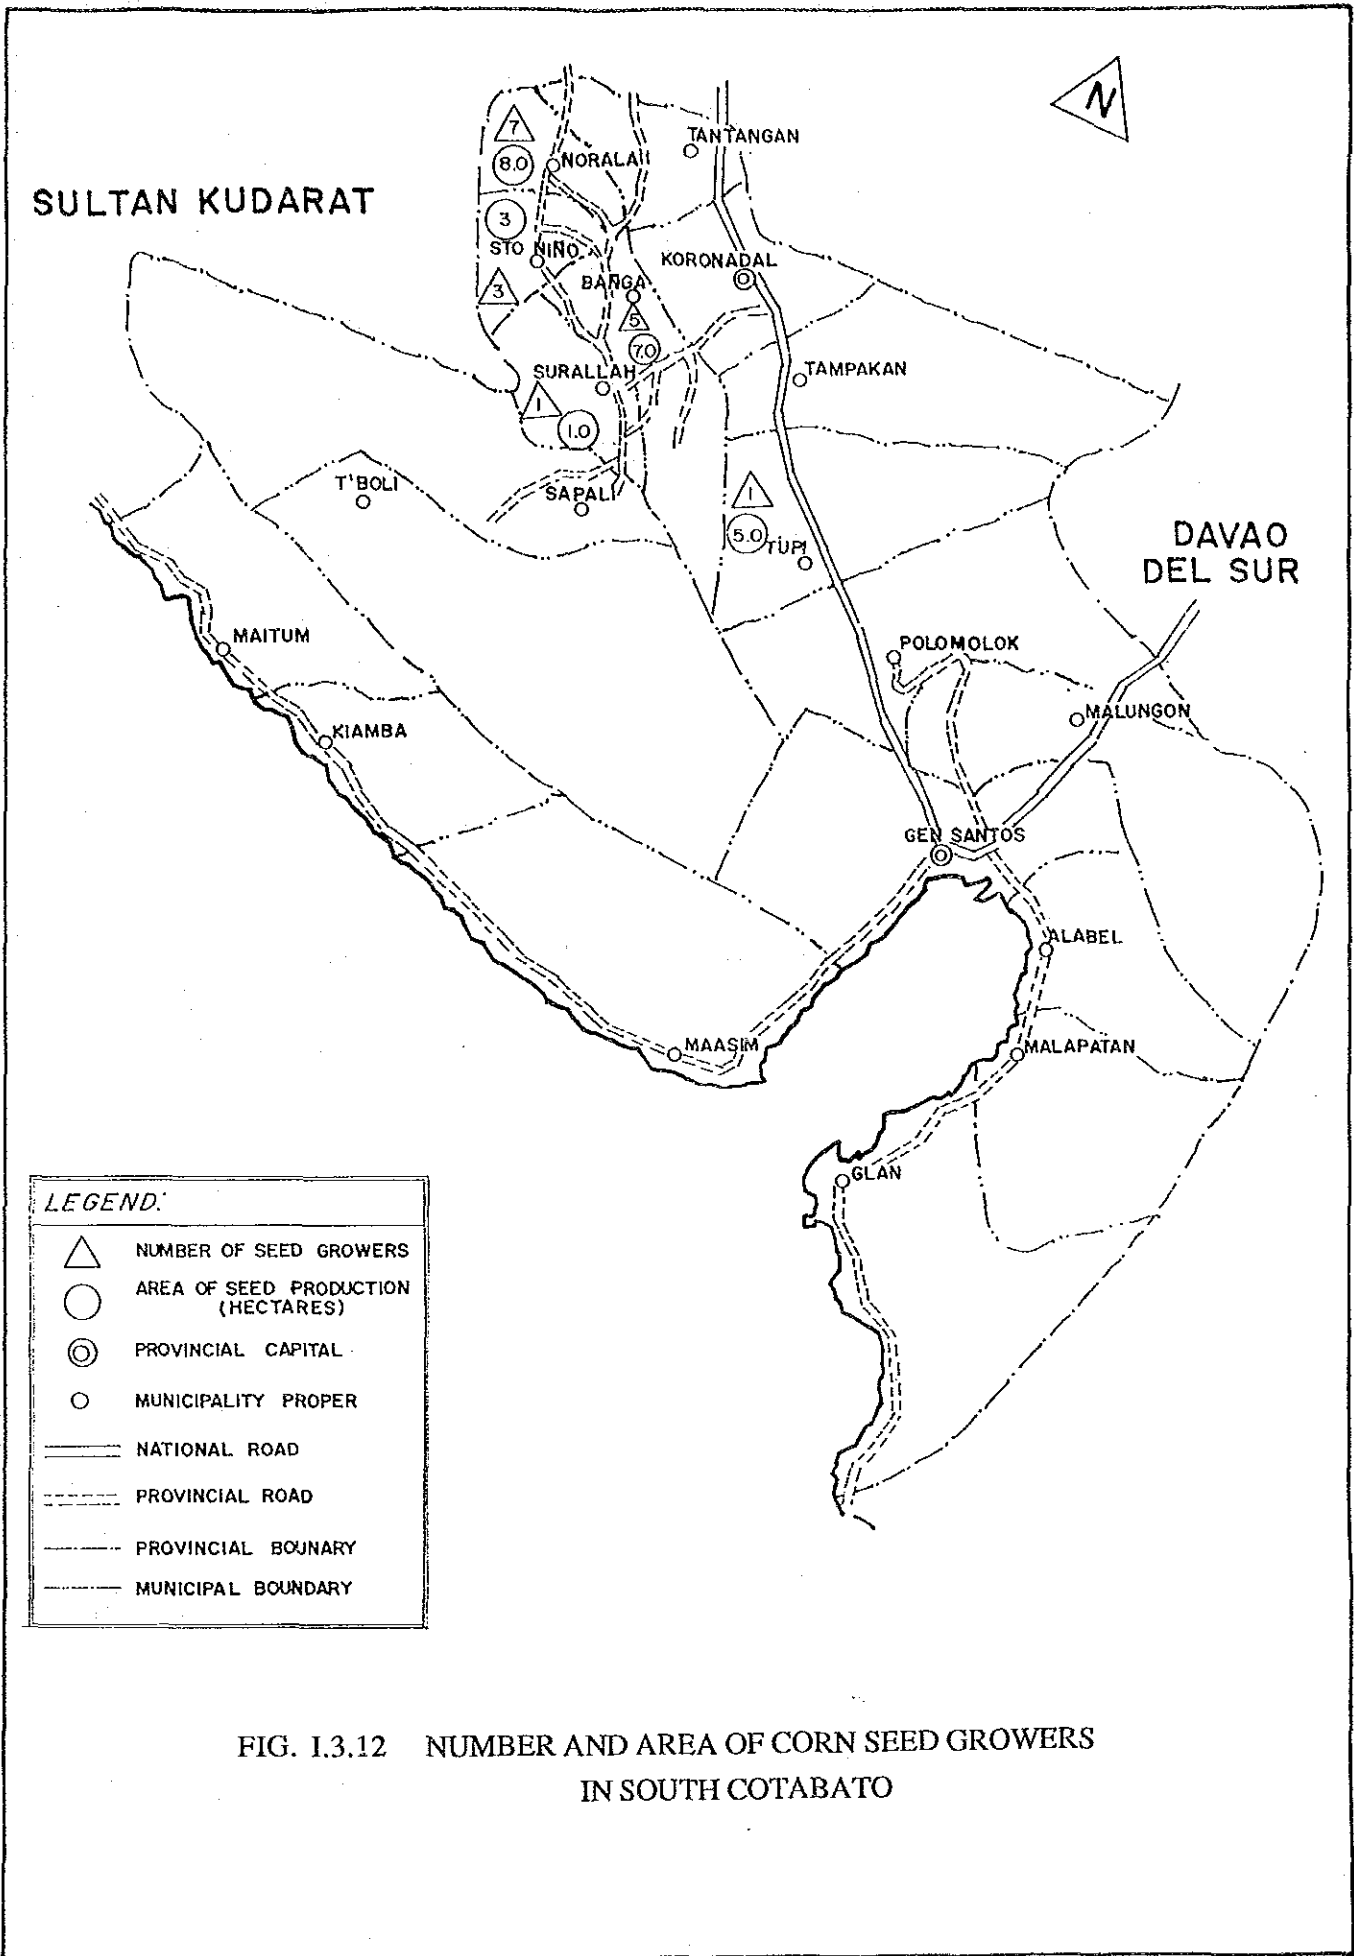 N
TANTANGAN
7
8.0
NORALA
SULTAN KUDARAT
3
STO NIÑO
KORONADAL
3
BANGA
5
7.0
SURALLAH
TAMPAKAN
1
1.0
T'BOLI
SAPALI
1
5.0
TUPI
DAVAO
DEL SUR
MAITUM
POLOMOLOK
MALUNGON
KIAMBA
GEN SANTOS
ALABEL
MAASIM
MALAPATAN
GLAN
LEGEND:
NUMBER OF SEED GROWERS
AREA OF SEED PRODUCTION
(HECTARES)
PROVINCIAL CAPITAL
MUNICIPALITY PROPER
NATIONAL ROAD
PROVINCIAL ROAD
PROVINCIAL BOUNARY
MUNICIPAL BOUNDARY
FIG. I.3.12 NUMBER AND AREA OF CORN SEED GROWERS
IN SOUTH COTABATO